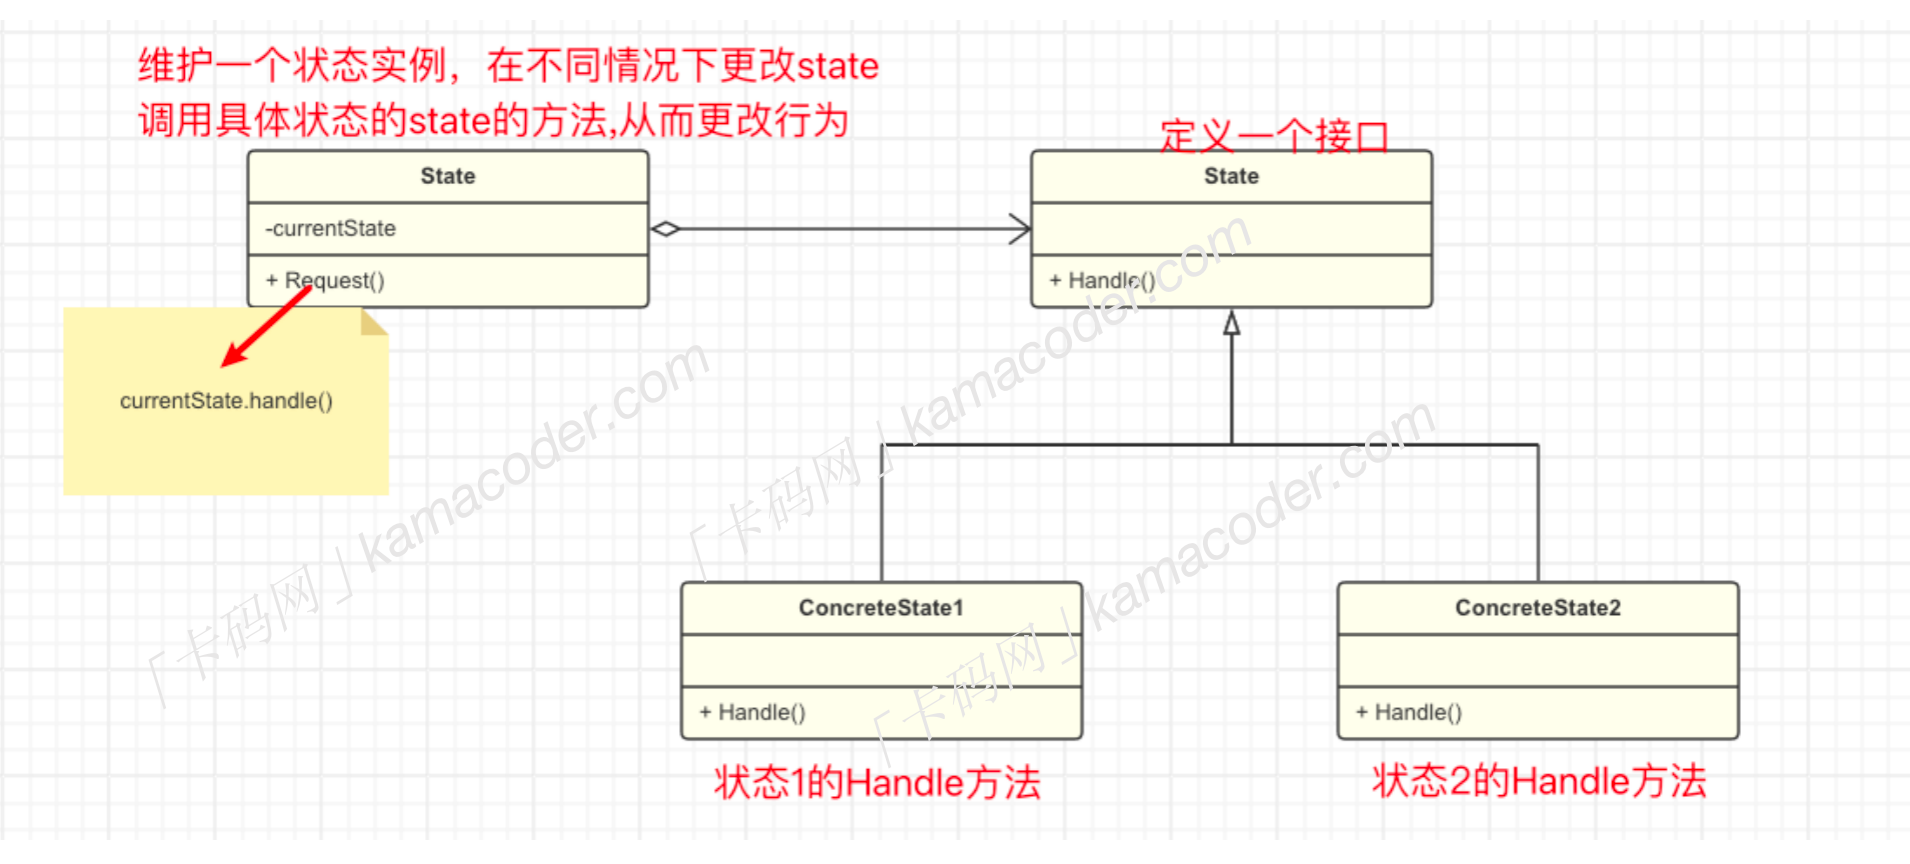 维护一个状态实例，在不同情况下更改state
调用具体状态的state的方法,从而更改行为
定义一个接口
State
-currentState
+ Request()
State
+ Handle()
currentState.handle()
ConcreteState1
+ Handle()
ConcreteState2
+ Handle()
状态1的Handle方法
状态2的Handle方法
「卡码网」kamacoder.com
「卡码网」kamacoder.com
「卡码网」kamacoder.com